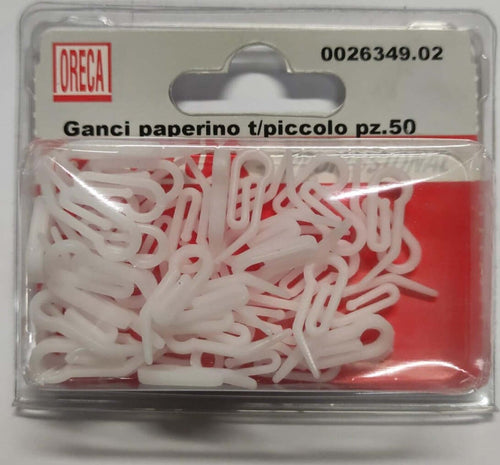 ORECA
0026349.02
Ganci paperino t/piccolo pz.50